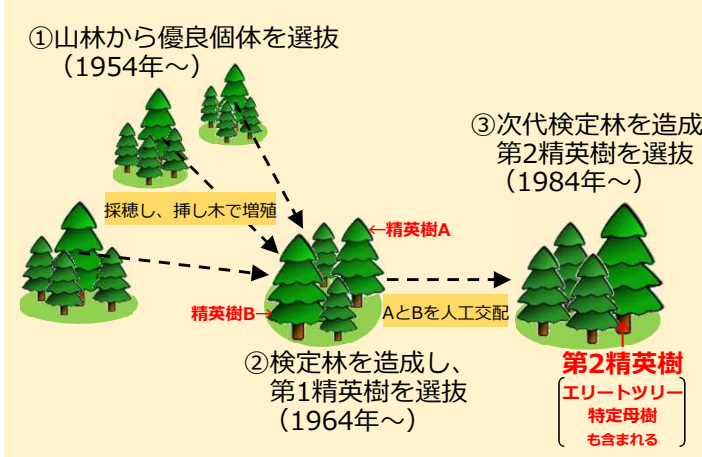 ①山林から優良個体を選抜
（1954年～）
採穂し、挿し木で増殖
←精英樹A
精英樹B→
②検定林を造成し、
第1精英樹を選抜
（1964年～）
AとBを人工交配
③次代検定林を造成
第2精英樹を選抜
（1984年～）
第2精英樹
エリートツリー
特定母樹
も含まれる